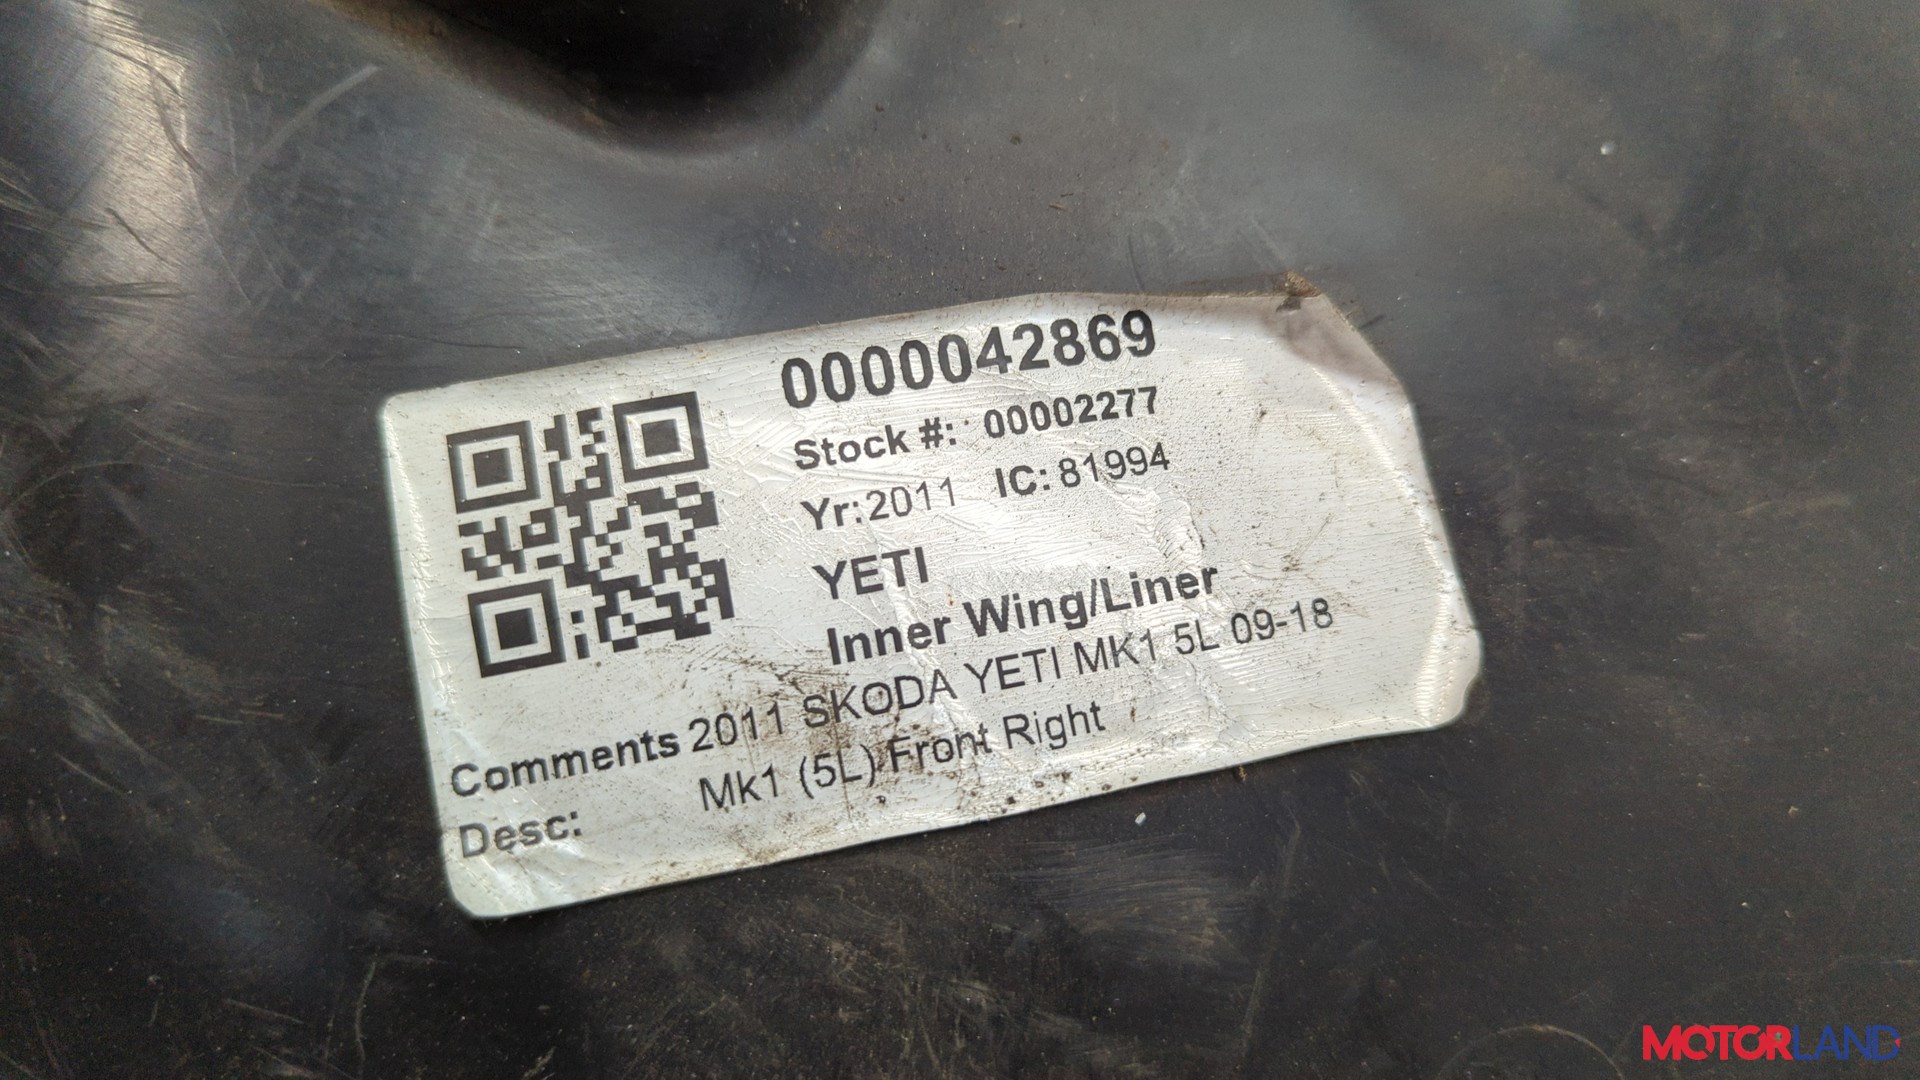 0000042869
Stock #: 00002277
Yr: 2011 IC: 81994
YETI
Inner Wing/Liner
Comments 2011 SKODA YETI MK1 5L 09-18
Desc: Mk1 (5L) Front Right
MOTORLAND